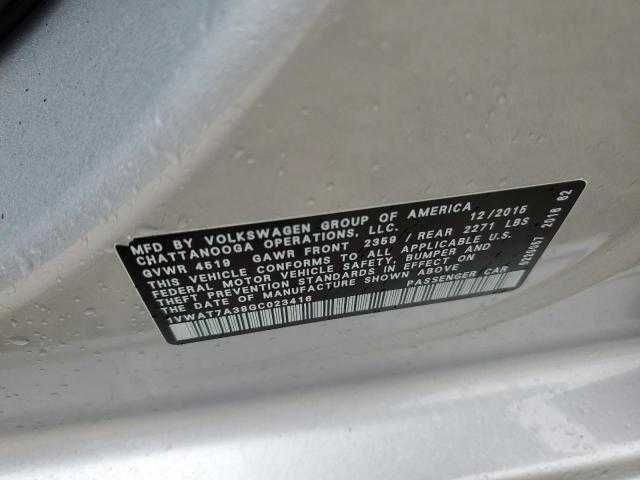 MFD BY VOLKSWAGEN GROUP OF AMERICA 12/2015
CHATTANOOGA OPERATIONS, LLC.
GVWR 4519 GAWR FRONT 2359 / REAR 2271 LBS
THIS VEHICLE CONFORMS TO ALL APPLICABLE U.S.
FEDERAL MOTOR VEHICLE SAFETY, BUMPER AND
THEFT PREVENTION STANDARDS IN EFFECT ON
THE DATE OF MANUFACTURE SHOWN ABOVE
1VWAT7A38GC023416 PASSENGER CAR